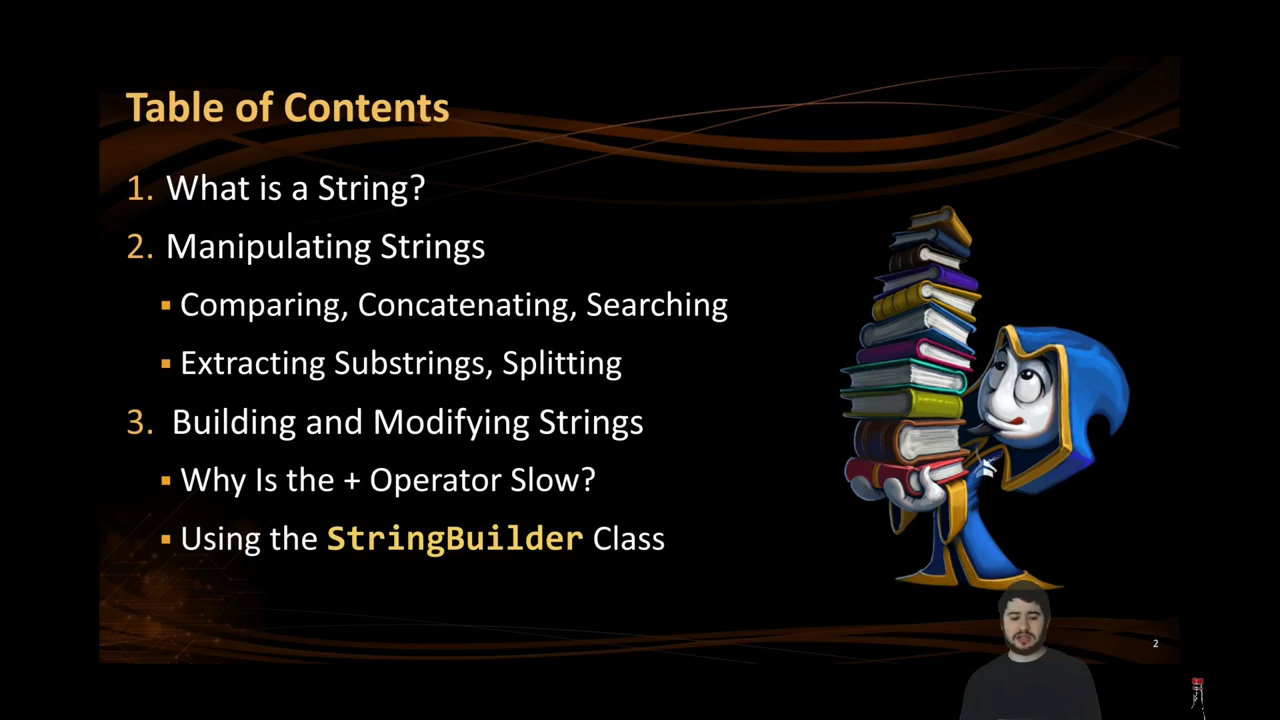 Table of Contents
1. What is a String?
2. Manipulating Strings
▪ Comparing, Concatenating, Searching
▪ Extracting Substrings, Splitting
3. Building and Modifying Strings
▪ Why Is the + Operator Slow?
▪ Using the StringBuilder Class
2